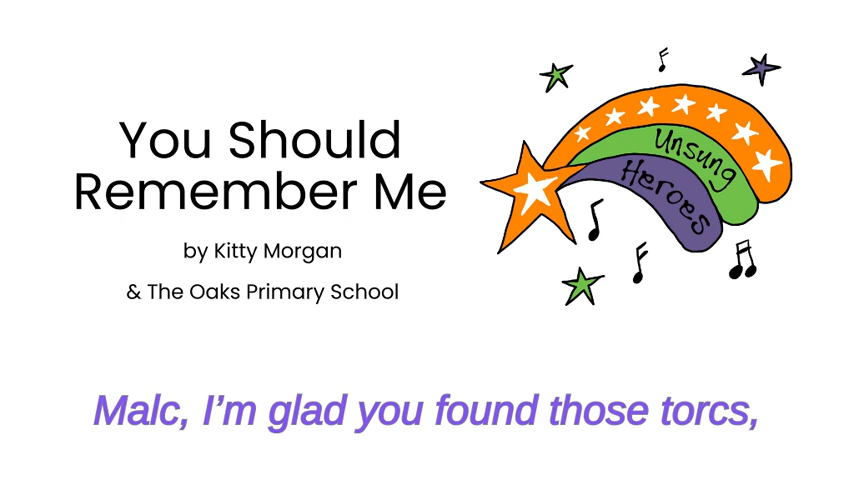 You Should
Remember Me
by Kitty Morgan
& The Oaks Primary School
Unsung
Heroes
Malc, I’m glad you found those torcs,